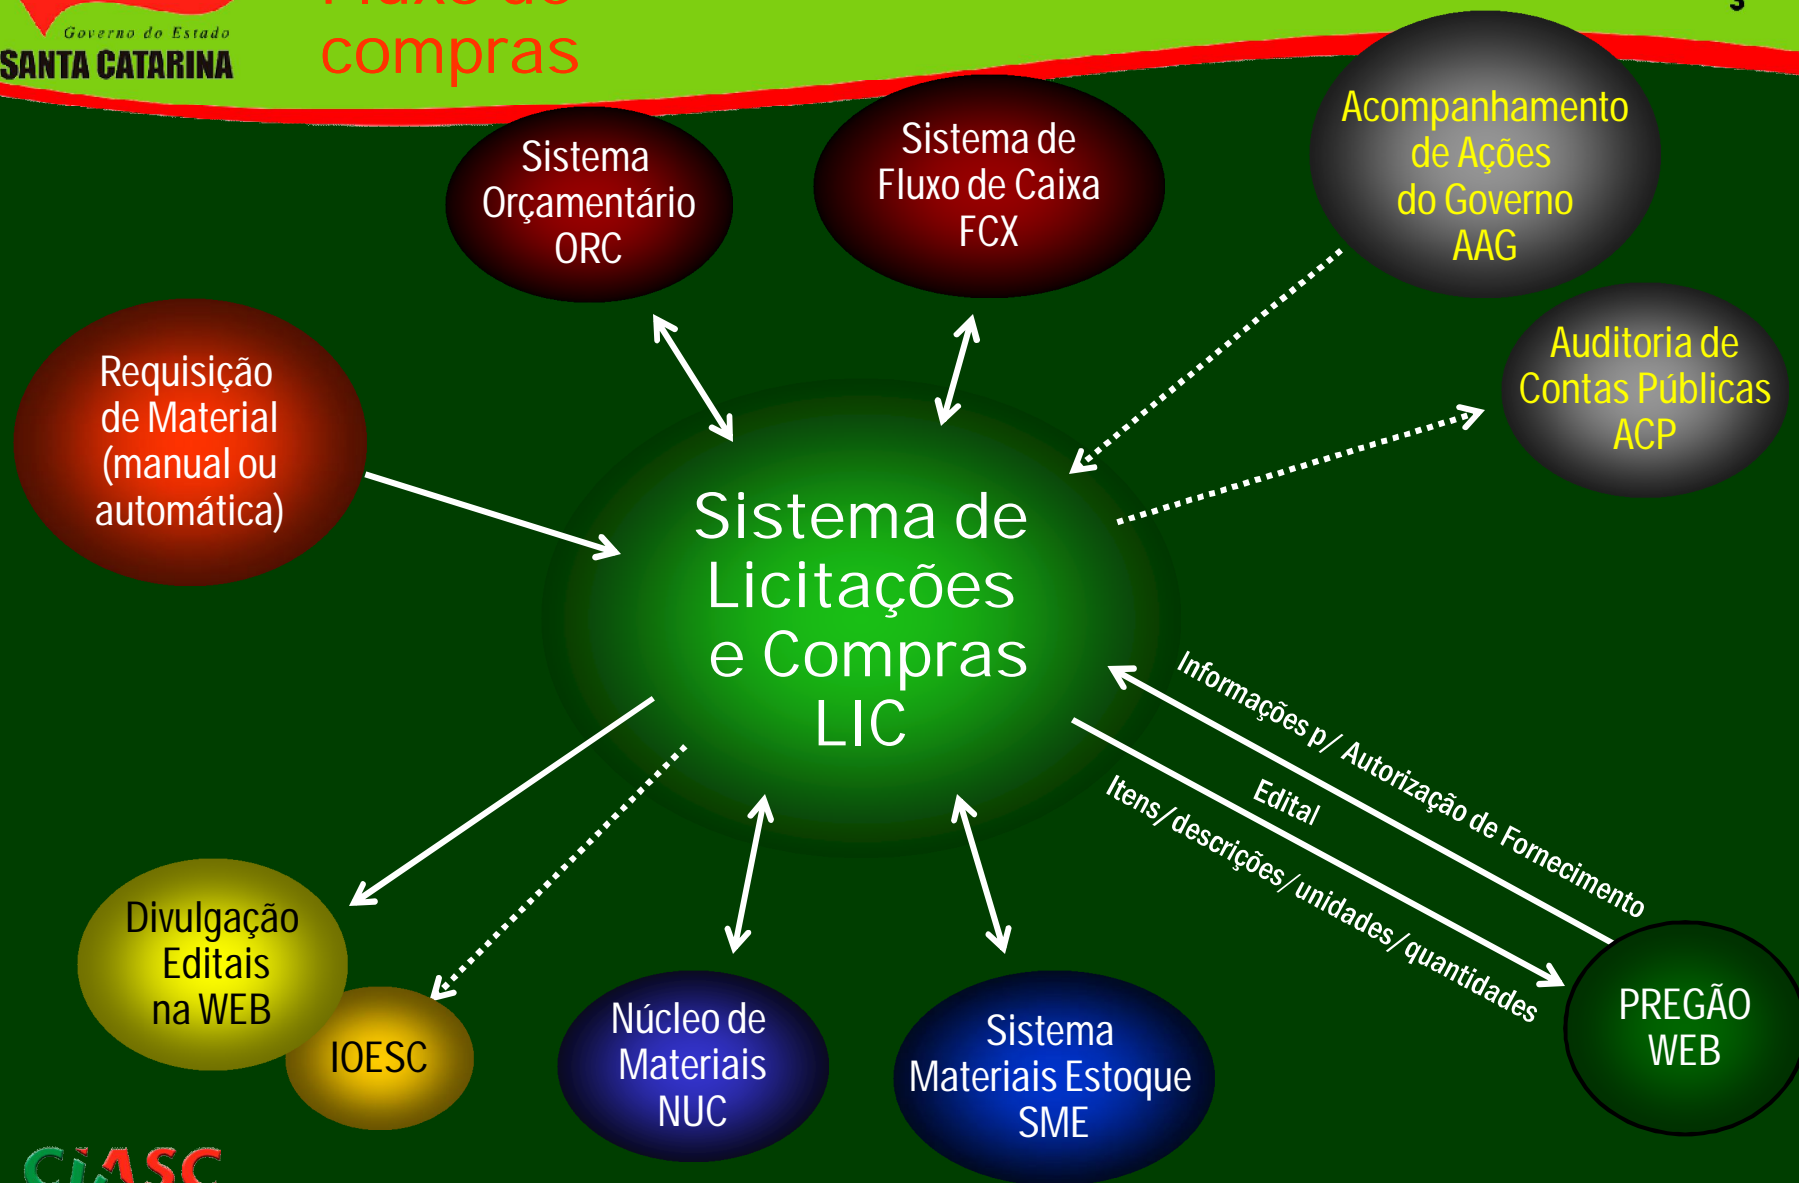 Governo do Estado
SANTA CATARINA
Fluxo de
compras
3
Sistema
Orçamentário
ORC
Sistema de
Fluxo de Caixa
FCX
Acompanhamento
de Ações
do Governo
AAG
Auditoria de
Contas Públicas
ACP
Requisição
de Material
(manual ou
automática)
Sistema de
Licitações
e Compras
LIC
Informações p/ Autorização de Fornecimento
Edital
Itens/descrições/unidades/quantidades
Divulgação
Editais
na WEB
IOESC
Núcleo de
Materiais
NUC
Sistema
Materiais Estoque
SME
PREGÃO
WEB
CiASC